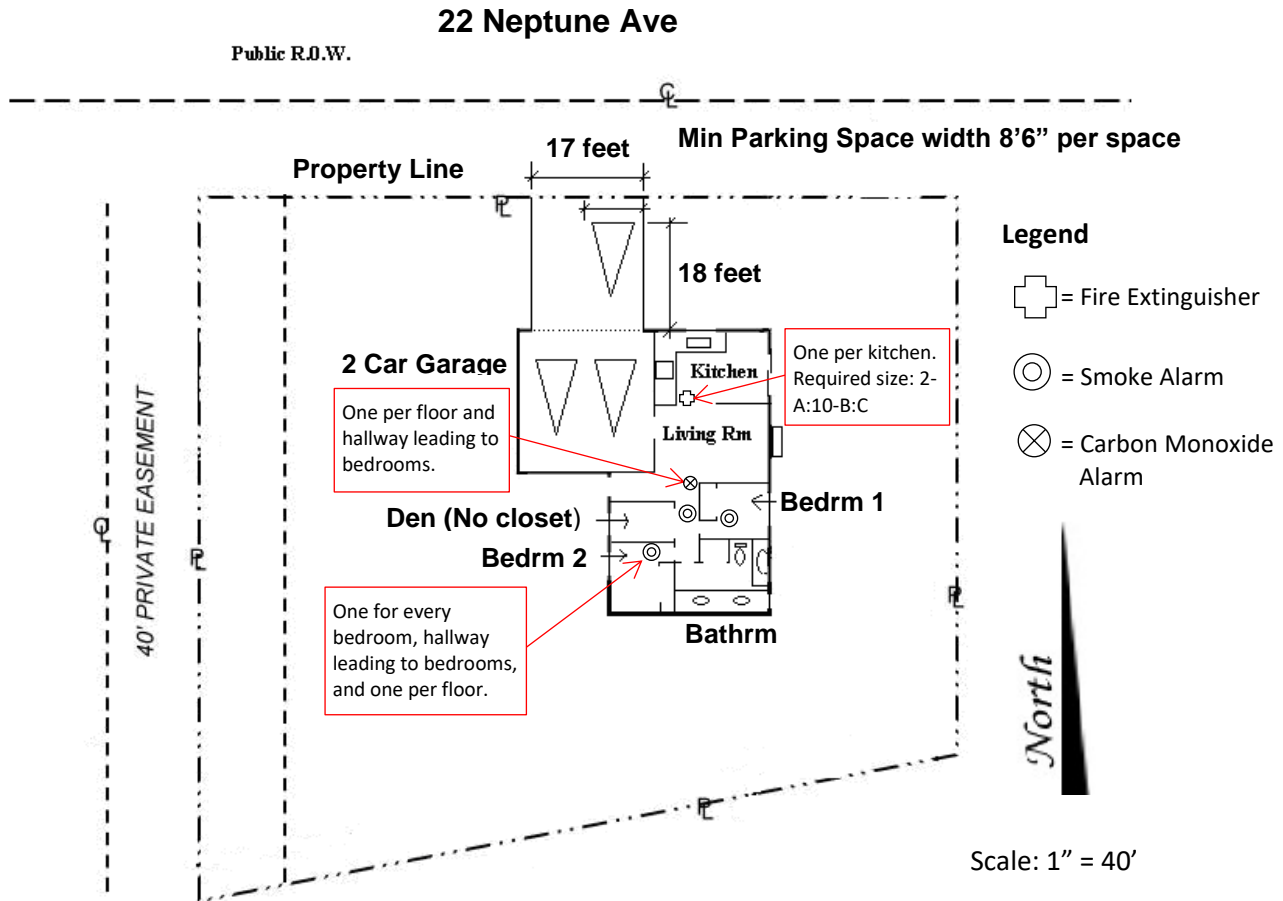 22 Neptune Ave
Public R.O.W.
CL
Min Parking Space width 8'6” per space
17 feet
Property Line
PL
18 feet
Legend
= Fire Extinguisher
= Smoke Alarm
= Carbon Monoxide
Alarm
2 Car Garage
Kitchen
One per kitchen.
Required size: 2-
A:10-B:C
One per floor and
hallway leading to
bedrooms.
Living Rm
40' PRIVATE EASEMENT
CL
PL
Den (No closet)
Bedrm 1
Bedrm 2
One for every
bedroom, hallway
leading to bedrooms,
and one per floor.
Bathrm
PL
PL
North
Scale: 1” = 40’